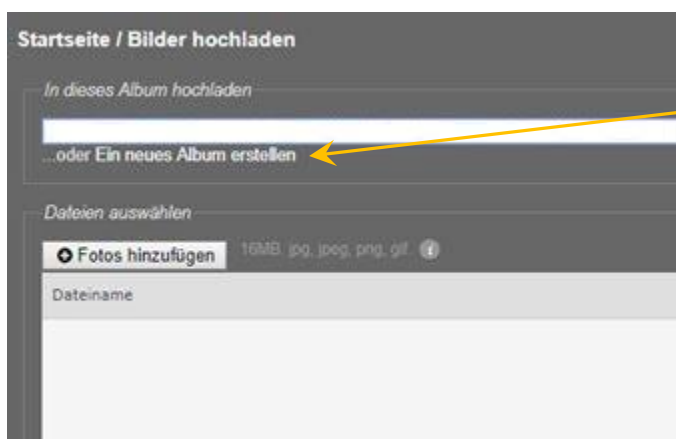 Startseite / Bilder hochladen
In dieses Album hochladen
...oder Ein neues Album erstellen
Dateien auswählen
Fotos hinzufügen 16MB. jpg, jpeg, png, gif. i
Dateiname